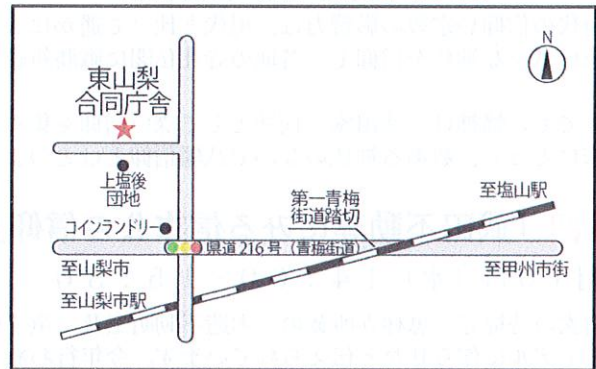 N
東山梨
合同庁舎
上塩後
団地
第一青梅
街道踏切
至塩山駅
コインランドリー
県道216号(青梅街道)
至山梨市
至甲州市街
至山梨市駅